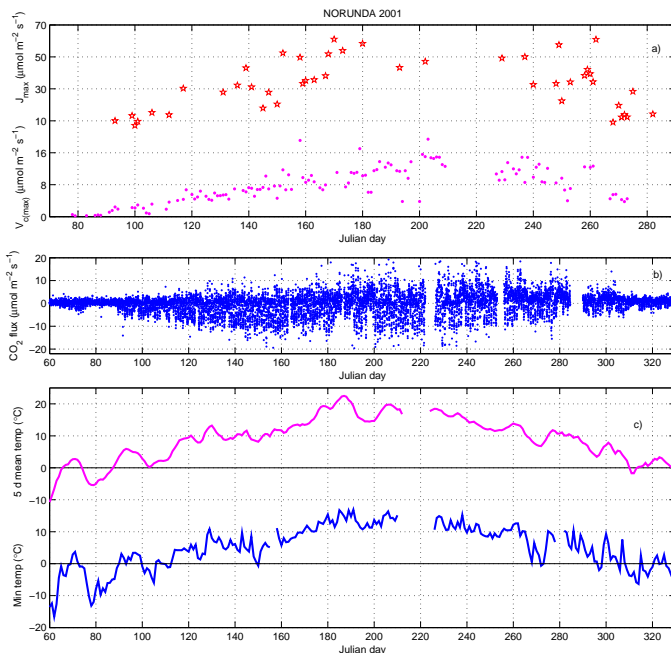 NORUNDA 2001
a)
J_max (μmol m⁻² s⁻¹)
70
50
30
10
V_c(max) (μmol m⁻² s⁻¹)
16
8
0
80 100 120 140 160 180 200 220 240 260 280
Julian day
b)
CO₂ flux (μmol m⁻² s⁻¹)
20
10
0
−10
−20
60 80 100 120 140 160 180 200 220 240 260 280 300 320
Julian day
c)
5 d mean temp (°C)
20
10
0
−10
Min temp (°C)
10
0
−10
−20
60 80 100 120 140 160 180 200 220 240 260 280 300 320
Julian day